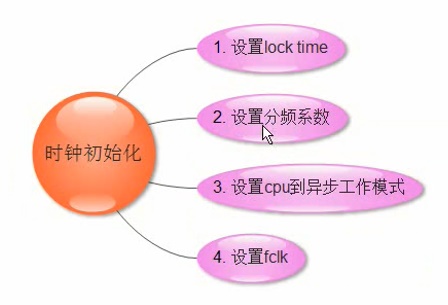 时钟初始化
1. 设置lock time
2. 设置分频系数
3. 设置cpu到异步工作模式
4. 设置fclk